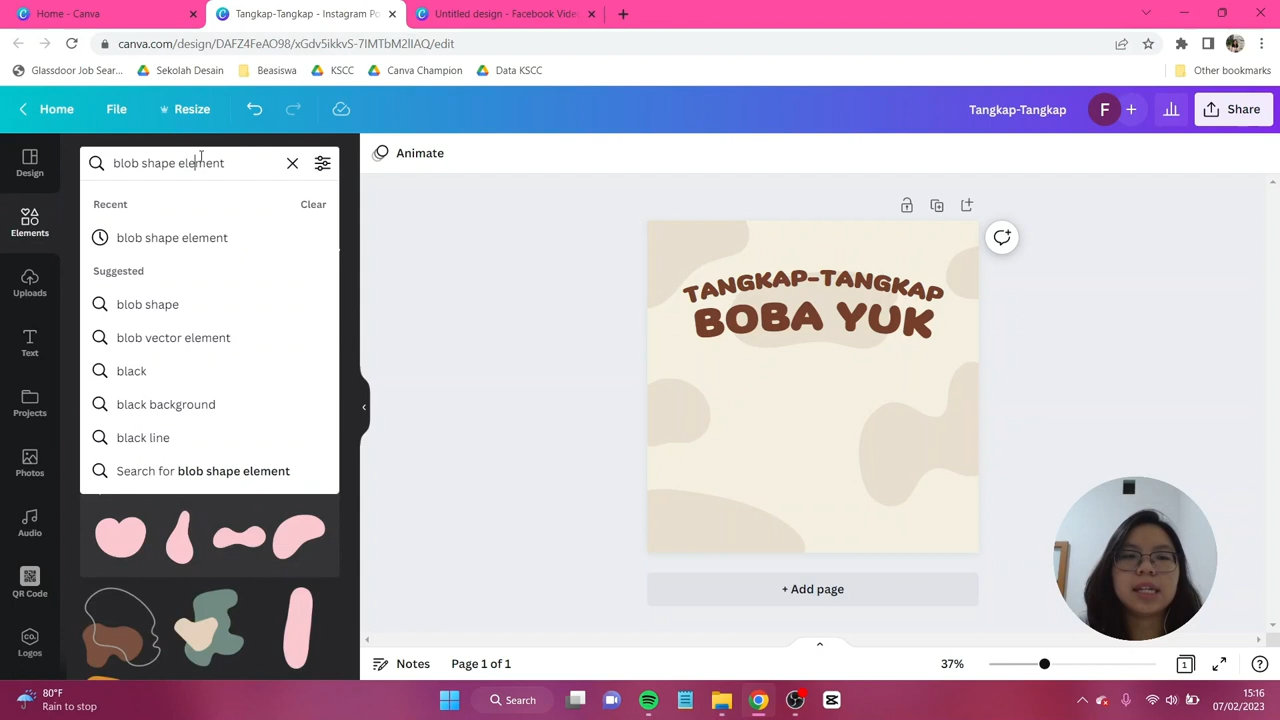 Home - Canva
Tangkap-Tangkap - Instagram Po
Untitled design - Facebook Vide
canva.com/design/DAFZ4FeAO98/xGdv5ikkvS-7IMTbM2lIAQ/edit
Glassdoor Job Sear...
Sekolah Desain
Beasiswa
KSCC
Canva Champion
Data KSCC
Other bookmarks
Home
File
Resize
Tangkap-Tangkap
F
+
Share
Design
Elements
Uploads
Text
Projects
Photos
Audio
QR Code
Logos
CO.
blob shape element
Recent
Clear
blob shape element
Suggested
blob shape
blob vector element
black
black background
black line
Search for blob shape element
Animate
TANGKAP-TANGKAP
BOBA YUK
+ Add page
Notes
Page 1 of 1
37%
1
80°F
Rain to stop
Search
15:16
07/02/2023